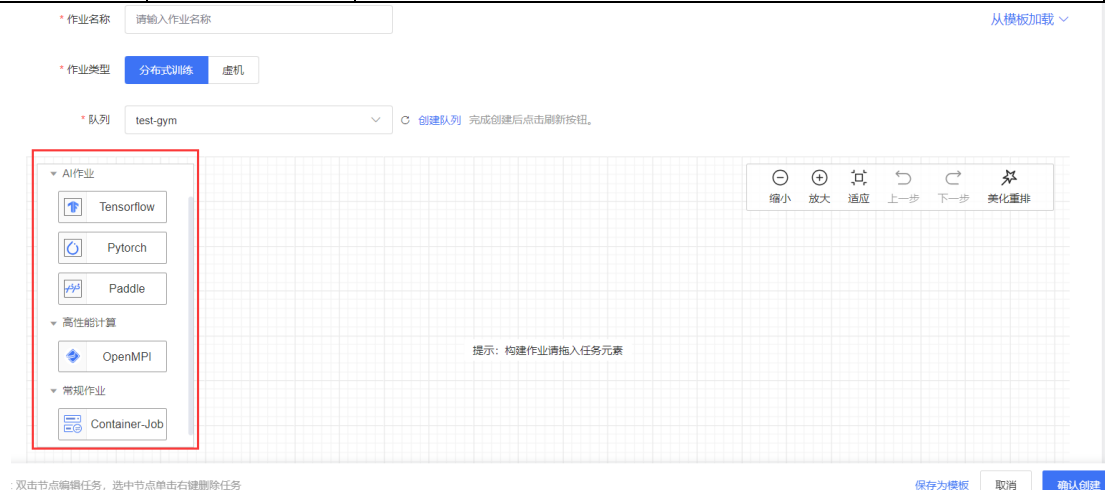 * 作业名称 请输入作业名称 从模板加载
* 作业类型 分布式训练 虚机
* 队列 test-gym 创建队列 完成创建后点击刷新按钮。
AI作业
Tensorflow
Pytorch
Paddle
高性能计算
OpenMPI
常规作业
Container-Job
缩小 放大 适应 上一步 下一步 美化重排
提示：构建作业请拖入任务元素
: 双击节点编辑任务，选中节点单击右键删除任务 保存为模板 取消 确认创建